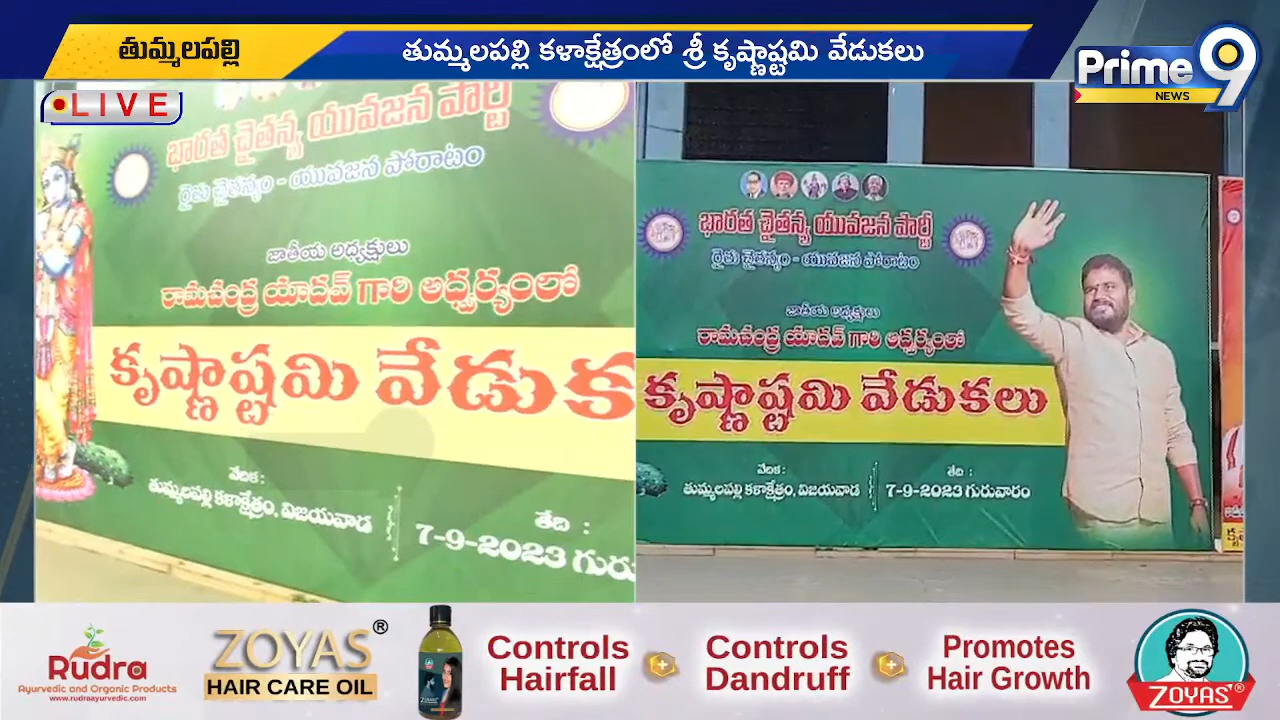 తుమ్మలపల్లి
తుమ్మలపల్లి కళాక్షేత్రంలో శ్రీ కృష్ణాష్టమి వేడుకలు
Prime9
NEWS
LIVE
భారత చైతన్య యువజన పార్టీ
రైతు చైతన్యం - యువజన పోరాటం
జాతీయ అధ్యక్షులు
రామచంద్ర యాదవ్ గారి అధ్వర్యంలో
కృష్ణాష్టమి వేడుక
వేదిక :
తుమ్మలపల్లి కళాక్షేత్రం, విజయవాడ
తేది :
7-9-2023 గురు
భారత చైతన్య యువజన పార్టీ
రైతు చైతన్యం - యువజన పోరాటం
జాతీయ అధ్యక్షులు
రామచంద్ర యాదవ్ గారి అధ్వర్యంలో
కృష్ణాష్టమి వేడుకలు
వేదిక :
తుమ్మలపల్లి కళాక్షేత్రం, విజయవాడ
తేది :
7-9-2023 గురువారం
Rudra
Ayurvedic and Organic Products
www.rudraayurvedic.com
ZOYAS®
HAIR CARE OIL
Controls
Hairfall
Controls
Dandruff
Promotes
Hair Growth
ZOYAS®